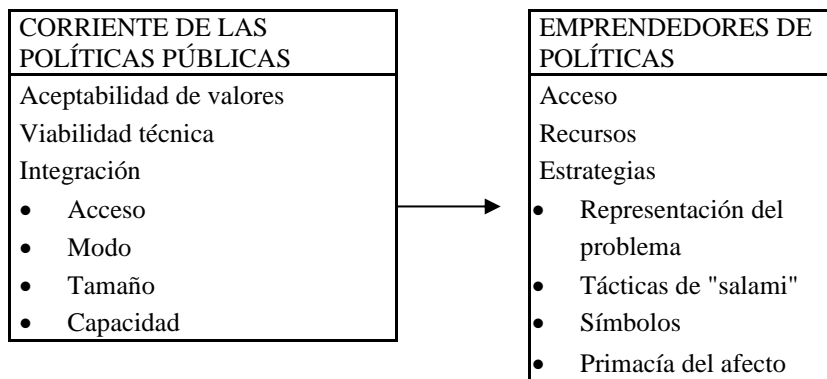 CORRIENTE DE LAS
POLÍTICAS PÚBLICAS
Aceptabilidad de valores
Viabilidad técnica
Integración
• Acceso
• Modo
• Tamaño
• Capacidad
EMPRENDEDORES DE
POLÍTICAS
Acceso
Recursos
Estrategias
• Representación del
problema
• Tácticas de "salami"
• Símbolos
• Primacía del afecto